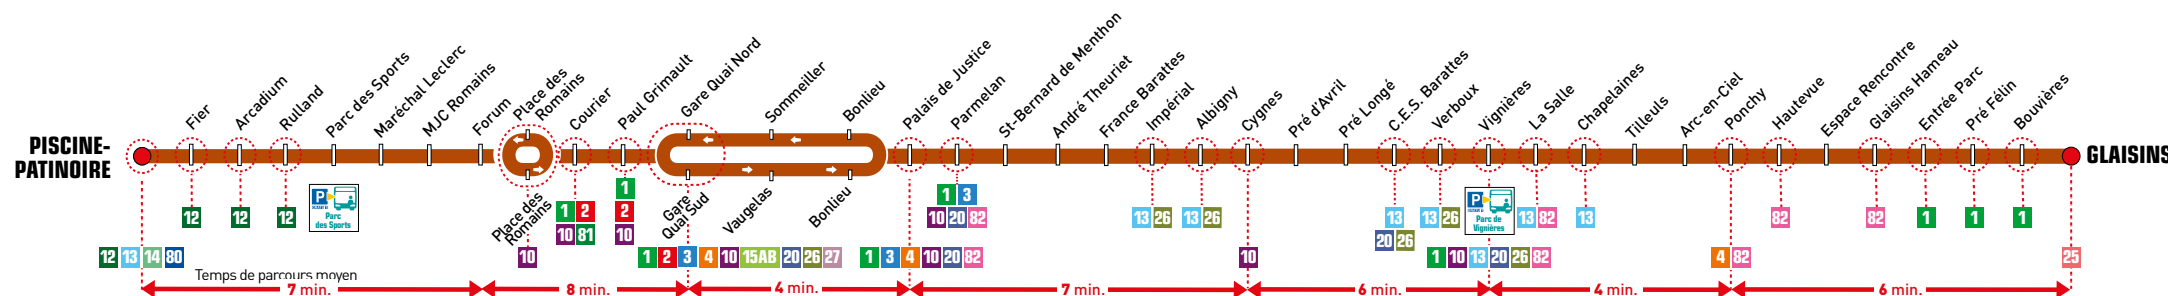 PISCINE-
PATINOIRE
Fier
Arcadium
Rulland
Parc des Sports
Maréchal Leclerc
MJC Romains
Forum
Place des
Romains
Courier
Paul Grimault
Gare Quai Nord
Sommeiller
Bonlieu
Palais de Justice
Parmelan
St-Bernard de Menthon
André Theuriet
France Barattes
Impérial
Albigny
Cygnes
Pré d'Avril
Pré Longé
C.E.S. Barattes
Verboux
Vignières
La Salle
Chapelaines
Tilleuls
Arc-en-Ciel
Ponchy
Hautevue
Espace Rencontre
Glaisins Hameau
Entrée Parc
Pré Félin
Bouvières
GLAISINS
Place des
Romains
Gare
Quai Sud
Vaugelas
Bonlieu
12 13 14 80
12
12
12
P
Parc
des Sports
10
1 2
10 81
1
2
10
1 2 3 4 10 15AB 20 26 27
1 3 4 10 20 82
1 3
10 20 82
13 26
13 26
10
13
20 26
13 26
P
Parc de
Vignières
1 10 13 20 26 82
13 82
13
4 82
82
82
1
1
1
25
Temps de parcours moyen
7 min.
8 min.
4 min.
7 min.
6 min.
4 min.
6 min.